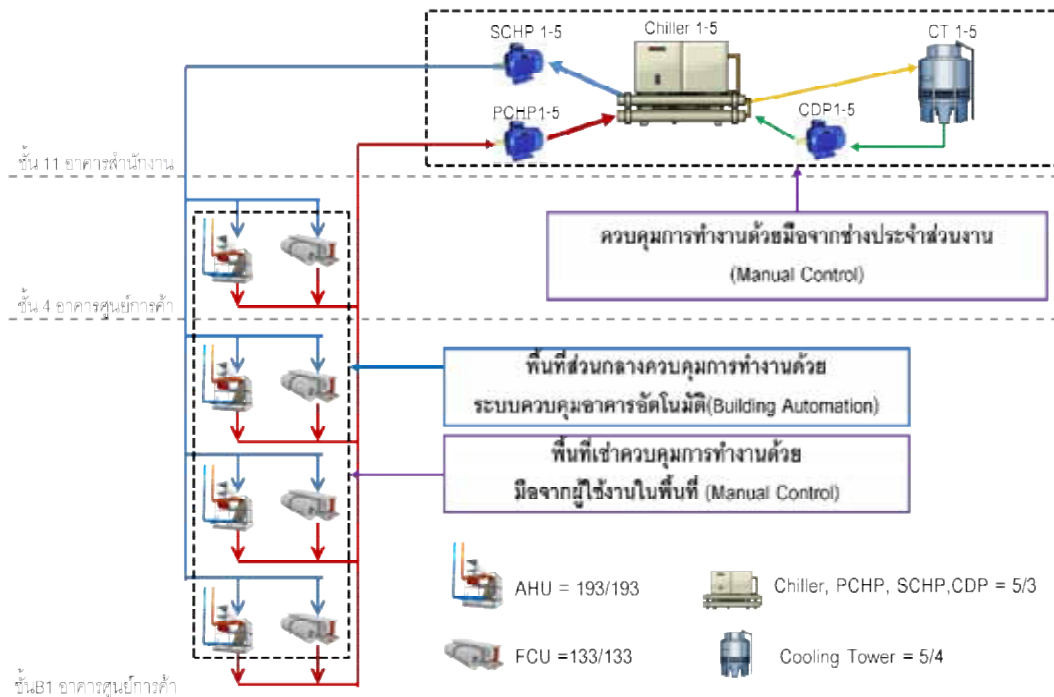 SCHP 1-5
Chiller 1-5
CT 1-5
PCHP1-5
CDP1-5
ชั้น 11 อาคารสำนักงาน
ควบคุมการทำงานด้วยมือจากช่างประจำส่วนงาน
(Manual Control)
ชั้น 4 อาคารศูนย์การค้า
พื้นที่ส่วนกลางควบคุมการทำงานด้วย
ระบบควบคุมอาคารอัตโนมัติ(Building Automation)
พื้นที่เช่าควบคุมการทำงานด้วย
มือจากผู้ใช้งานในพื้นที่ (Manual Control)
AHU = 193/193
Chiller, PCHP, SCHP,CDP = 5/3
FCU =133/133
Cooling Tower = 5/4
ชั้นB1 อาคารศูนย์การค้า